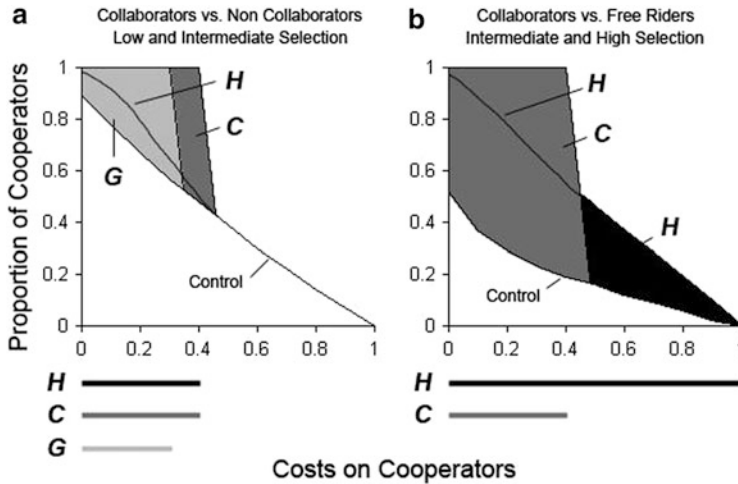 a
Collaborators vs. Non Collaborators
Low and Intermediate Selection
b
Collaborators vs. Free Riders
Intermediate and High Selection
Proportion of Cooperators
1
0.8
0.6
0.4
0.2
0
0
0.2
0.4
0.6
0.8
1
H
C
G
Control
1
0.8
0.6
0.4
0.2
0
0
0.2
0.4
0.6
0.8
1
H
C
H
Control
H
C
G
H
C
Costs on Cooperators